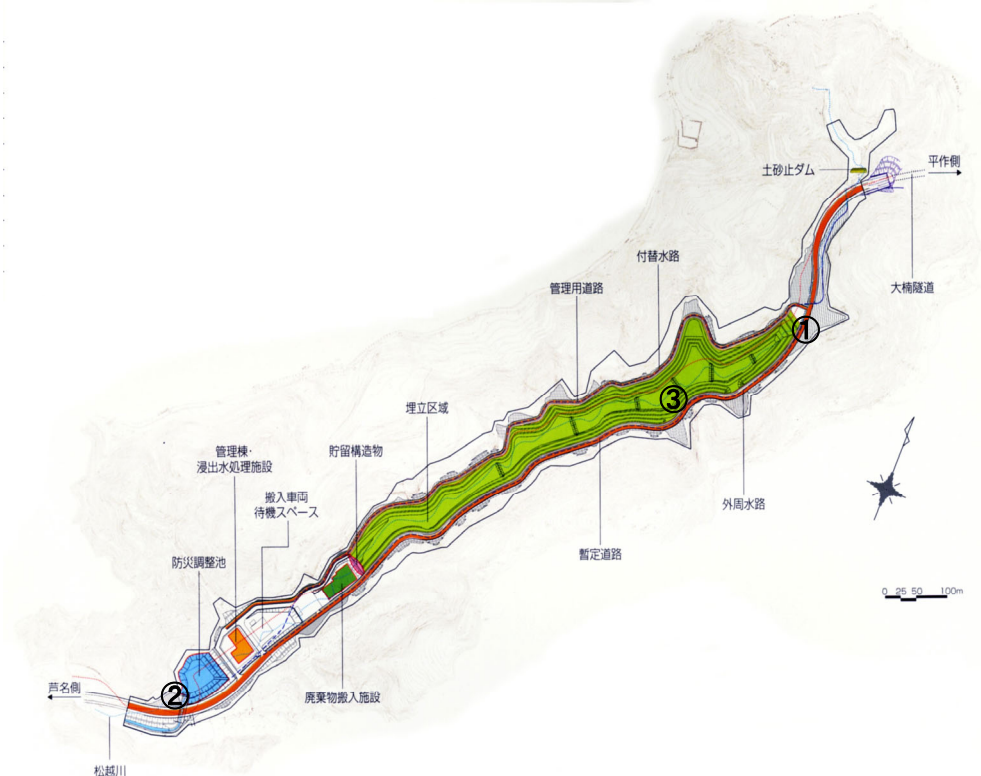 土砂止ダム
平作側
大楠隧道
付替水路
管理用道路
①
③
埋立区域
貯留構造物
管理棟・
浸出水処理施設
搬入車両
待機スペース
外周水路
暫定道路
防災調整池
0 25 50 100m
廃棄物搬入施設
②
芦名側
松越川